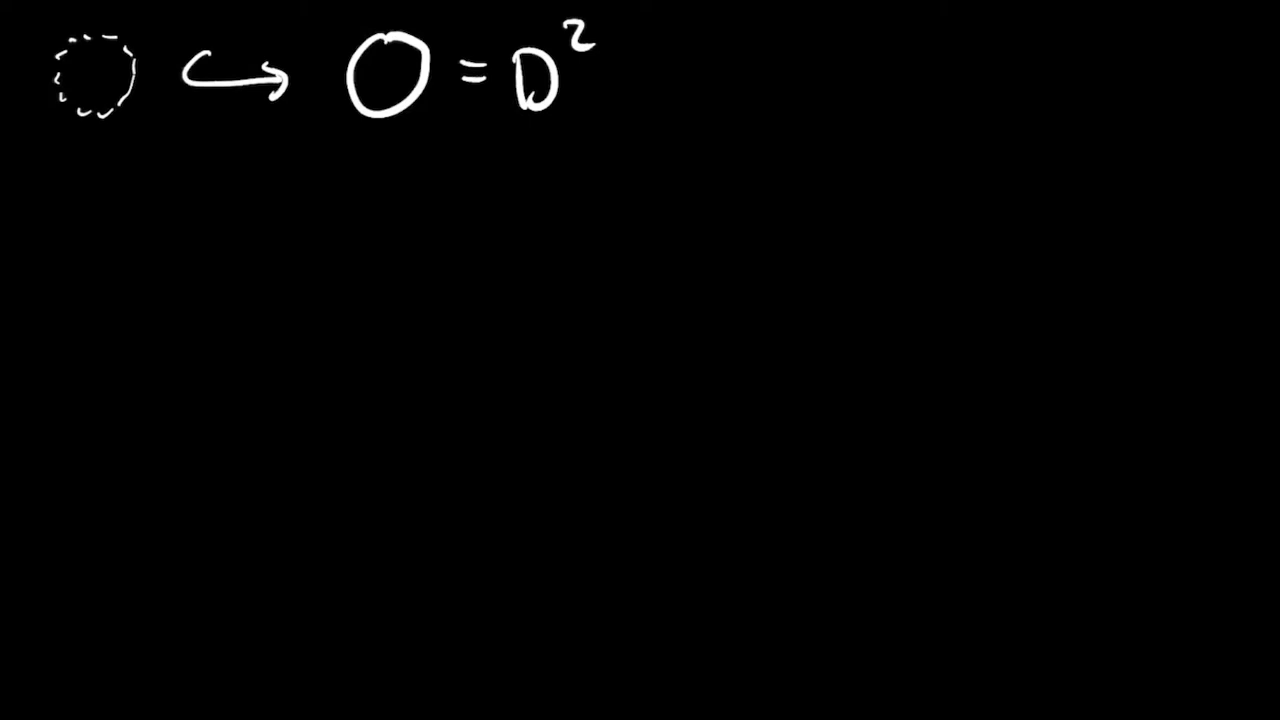 ↪ = D²